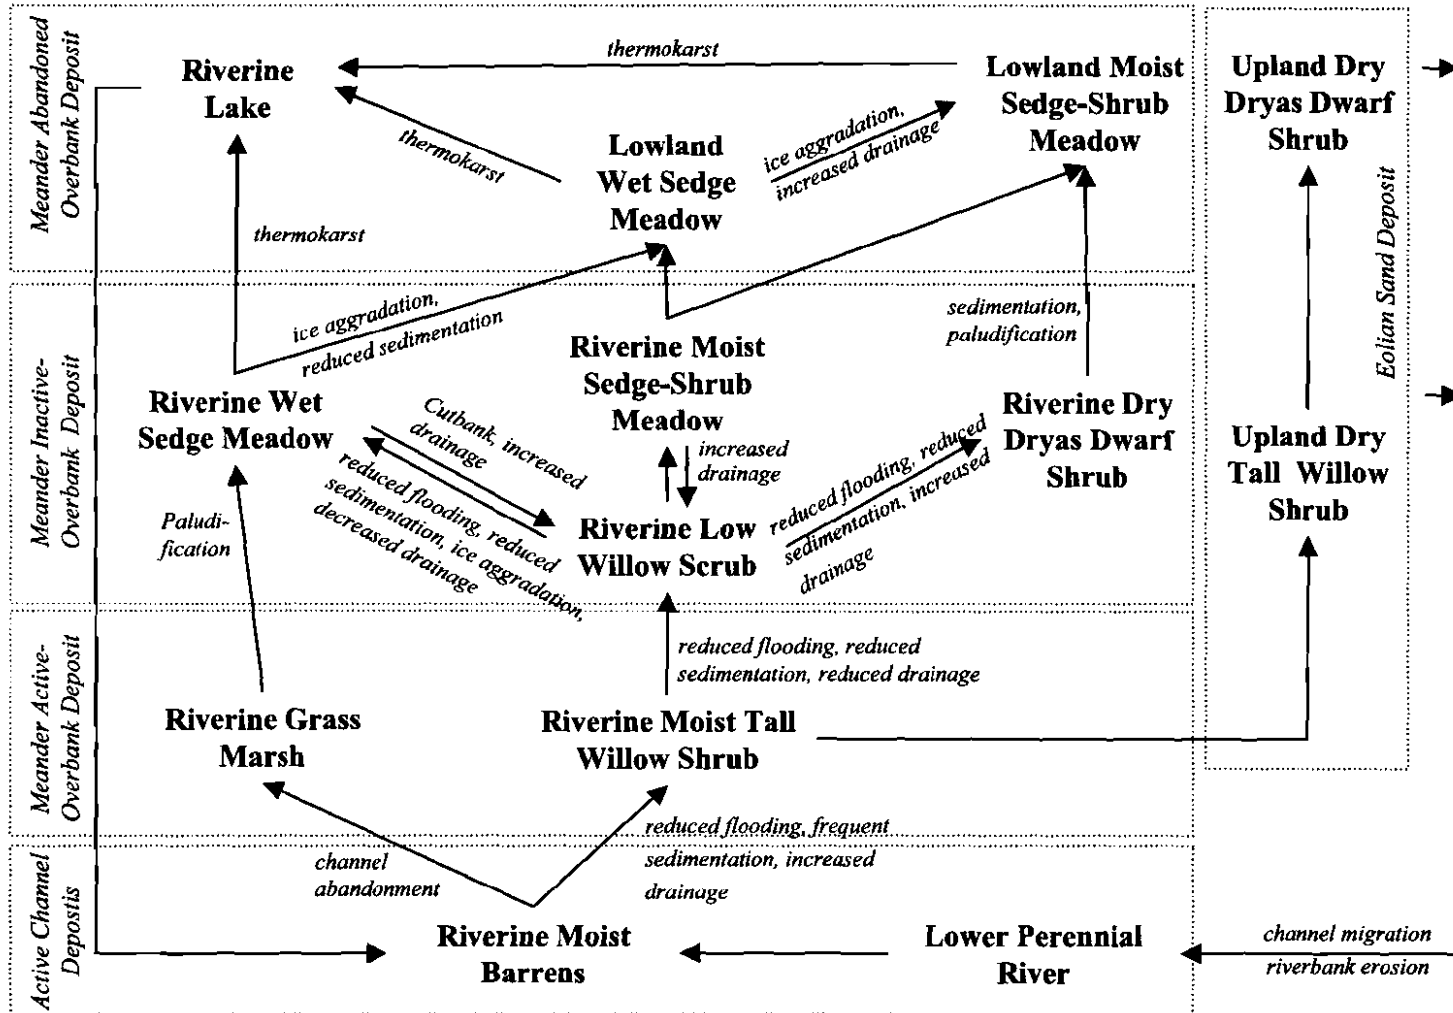 Meander Abandoned
Overbank Deposit
Riverine
Lake
thermokarst
Lowland Moist
Sedge-Shrub
Meadow
thermokarst
Lowland
Wet Sedge
Meadow
ice aggradation,
increased drainage
thermokarst
Upland Dry
Dryas Dwarf
Shrub
Eolian Sand Deposit
Upland Dry
Tall Willow
Shrub
Meander Inactive-
Overbank Deposit
ice aggradation,
reduced sedimentation
Riverine Moist
Sedge-Shrub
Meadow
sedimentation,
paludification
Riverine Wet
Sedge Meadow
Cutbank, increased
drainage
reduced flooding, reduced
sedimentation, ice aggradation,
decreased drainage
increased
drainage
Riverine Dry
Dryas Dwarf
Shrub
reduced flooding, reduced
sedimentation, increased
drainage
Paludi-
fication
Riverine Low
Willow Scrub
Meander Active-
Overbank Deposit
reduced flooding, reduced
sedimentation, reduced drainage
Riverine Grass
Marsh
Riverine Moist Tall
Willow Shrub
reduced flooding, frequent
sedimentation, increased
drainage
Active Channel
Depostis
channel
abandonment
Riverine Moist
Barrens
Lower Perennial
River
channel migration
riverbank erosion